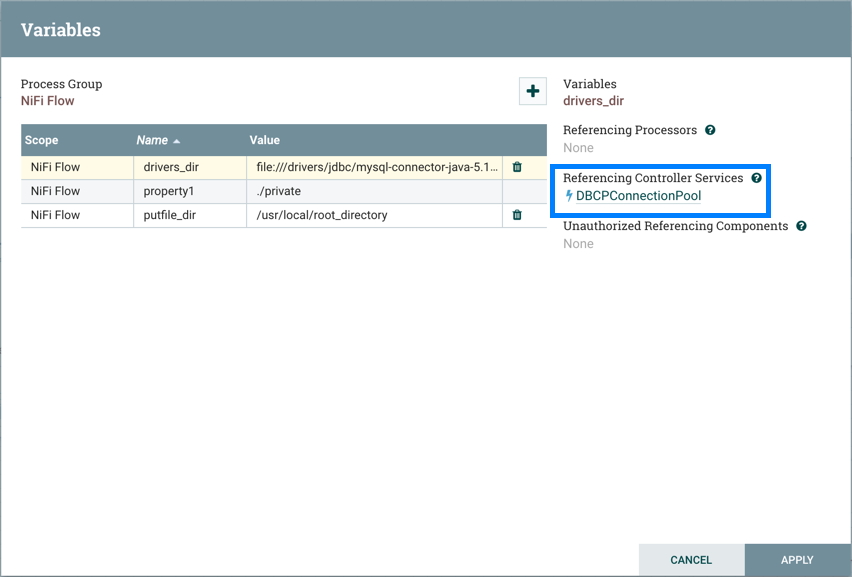 Variables
Process Group
NiFi Flow
Scope Name Value
NiFi Flow drivers_dir file:///drivers/jdbc/mysql-connector-java-5.1...
NiFi Flow property1 ./private
NiFi Flow putfile_dir /usr/local/root_directory
Variables
drivers_dir
Referencing Processors ?
None
Referencing Controller Services ?
DBCPConnectionPool
Unauthorized Referencing Components ?
None
CANCEL APPLY